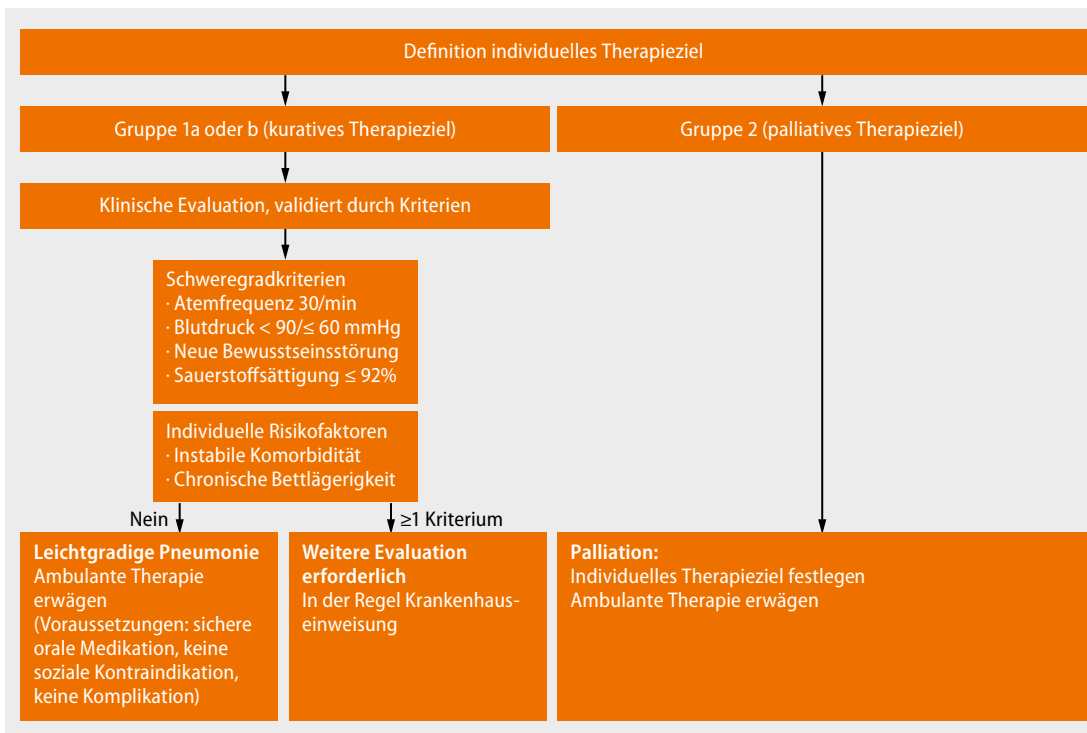 Definition individuelles Therapieziel
Gruppe 1a oder b (kuratives Therapieziel)
Gruppe 2 (palliatives Therapieziel)
Klinische Evaluation, validiert durch Kriterien
Schweregradkriterien
· Atemfrequenz 30/min
· Blutdruck < 90/≤ 60 mmHg
· Neue Bewusstseinsstörung
· Sauerstoffsättigung ≤ 92%
Individuelle Risikofaktoren
· Instabile Komorbidität
· Chronische Bettlägerigkeit
Nein
≥1 Kriterium
Leichtgradige Pneumonie
Ambulante Therapie
erwägen
(Voraussetzungen: sichere
orale Medikation, keine
soziale Kontraindikation,
keine Komplikation)
Weitere Evaluation
erforderlich
In der Regel Krankenhaus-
einweisung
Palliation:
Individuelles Therapieziel festlegen
Ambulante Therapie erwägen